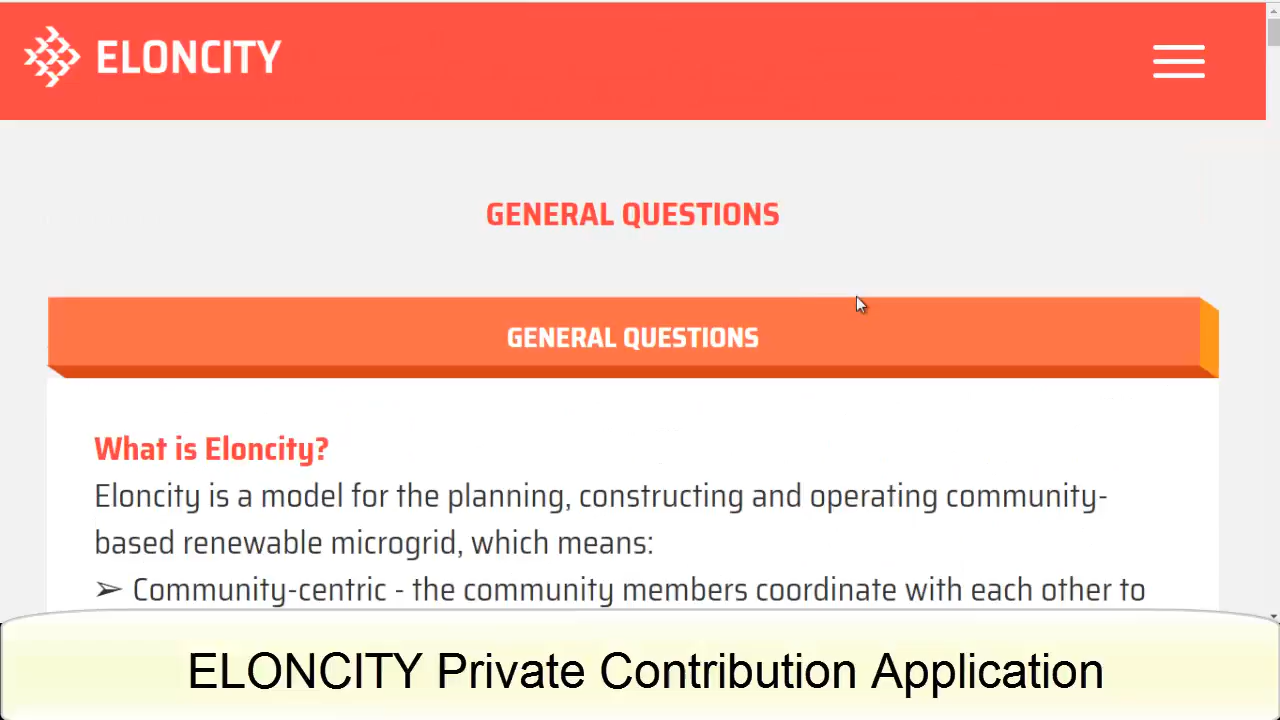 ELONCITY
GENERAL QUESTIONS
GENERAL QUESTIONS
What is Eloncity?
Eloncity is a model for the planning, constructing and operating community-
based renewable microgrid, which means:
➢ Community-centric - the community members coordinate with each other to
ELONCITY Private Contribution Application